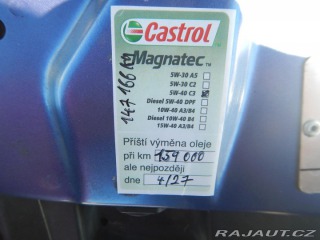 Castrol
Magnatec™
147 166 km
5W-30 A5
5W-30 C2
5W-40 C3
Diesel 5W-40 DPF
10W-40 A3/B4
Diesel 10W-40 B4
15W-40 A3/B4
Příští výměna oleje
při km 154 000
ale nejpozději
dne 4/27
RAJAUT.CZ